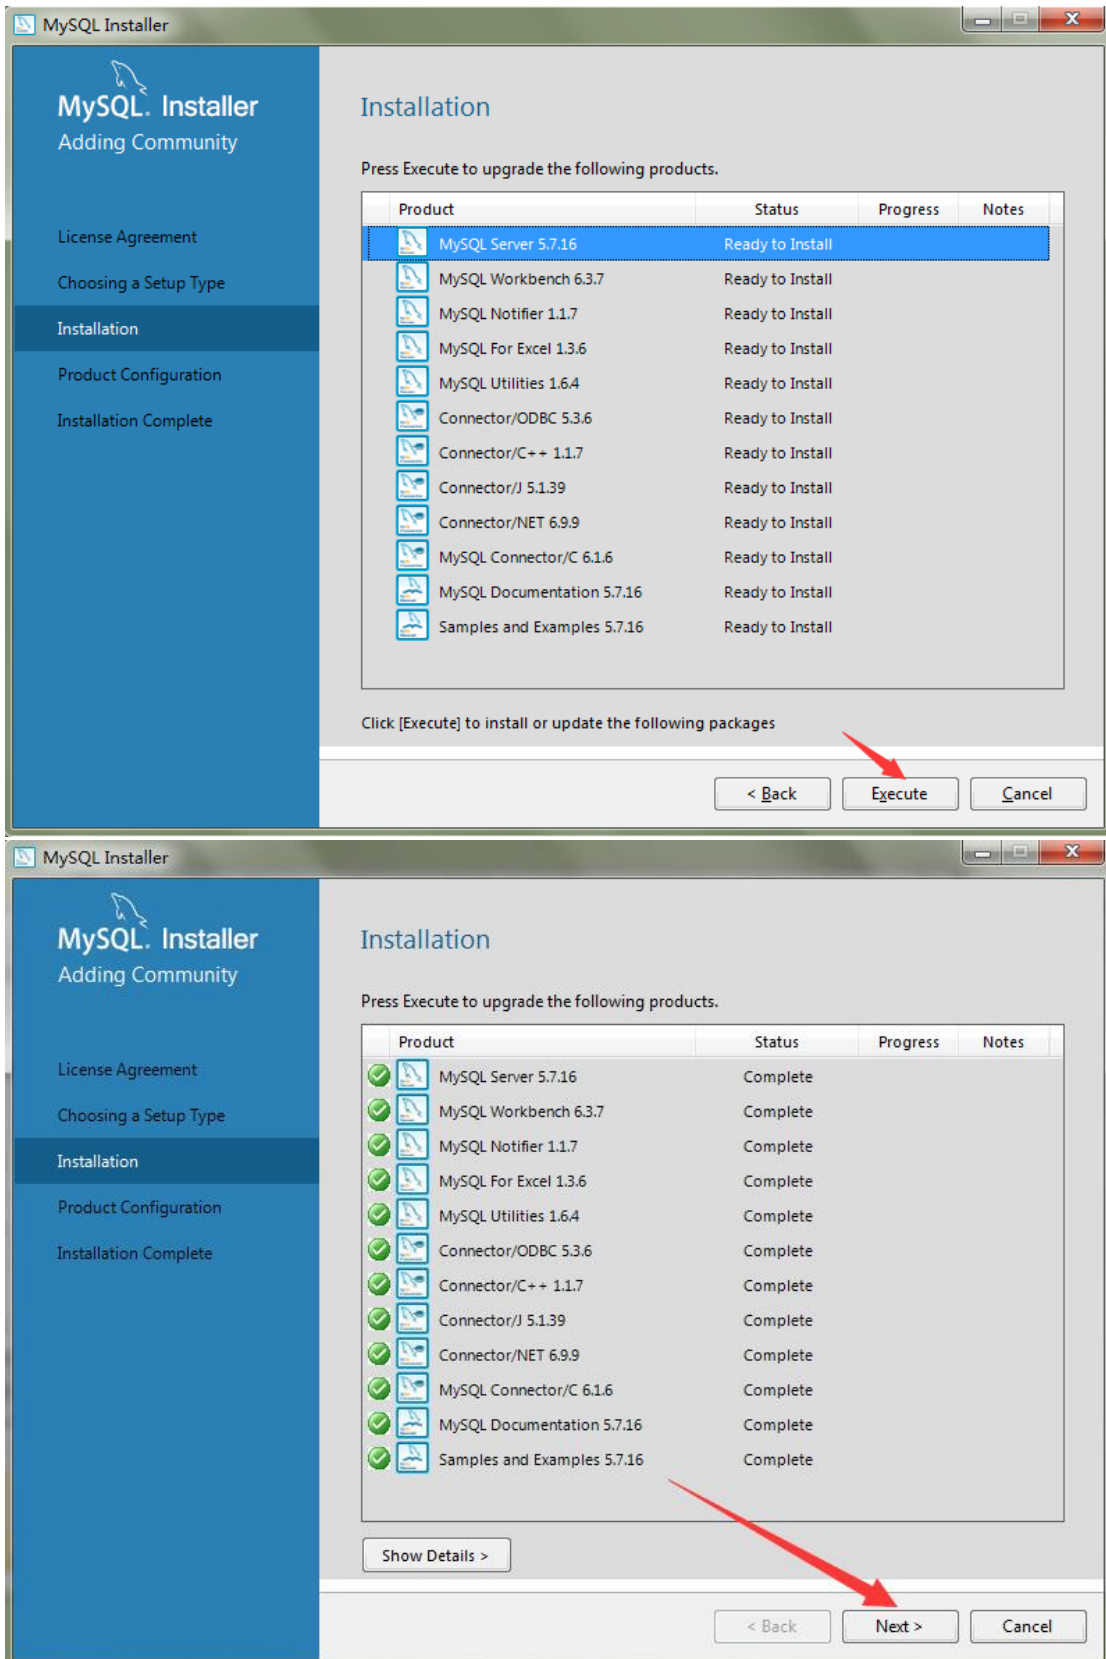 MySQL Installer
MySQL. Installer
Adding Community
License Agreement
Choosing a Setup Type
Installation
Product Configuration
Installation Complete
Installation
Press Execute to upgrade the following products.
Product Status Progress Notes
MySQL Server 5.7.16 Ready to Install
MySQL Workbench 6.3.7 Ready to Install
MySQL Notifier 1.1.7 Ready to Install
MySQL For Excel 1.3.6 Ready to Install
MySQL Utilities 1.6.4 Ready to Install
Connector/ODBC 5.3.6 Ready to Install
Connector/C++ 1.1.7 Ready to Install
Connector/J 5.1.39 Ready to Install
Connector/NET 6.9.9 Ready to Install
MySQL Connector/C 6.1.6 Ready to Install
MySQL Documentation 5.7.16 Ready to Install
Samples and Examples 5.7.16 Ready to Install
Click [Execute] to install or update the following packages
< Back Execute Cancel
MySQL Installer
MySQL. Installer
Adding Community
License Agreement
Choosing a Setup Type
Installation
Product Configuration
Installation Complete
Installation
Press Execute to upgrade the following products.
Product Status Progress Notes
MySQL Server 5.7.16 Complete
MySQL Workbench 6.3.7 Complete
MySQL Notifier 1.1.7 Complete
MySQL For Excel 1.3.6 Complete
MySQL Utilities 1.6.4 Complete
Connector/ODBC 5.3.6 Complete
Connector/C++ 1.1.7 Complete
Connector/J 5.1.39 Complete
Connector/NET 6.9.9 Complete
MySQL Connector/C 6.1.6 Complete
MySQL Documentation 5.7.16 Complete
Samples and Examples 5.7.16 Complete
Show Details >
< Back Next > Cancel